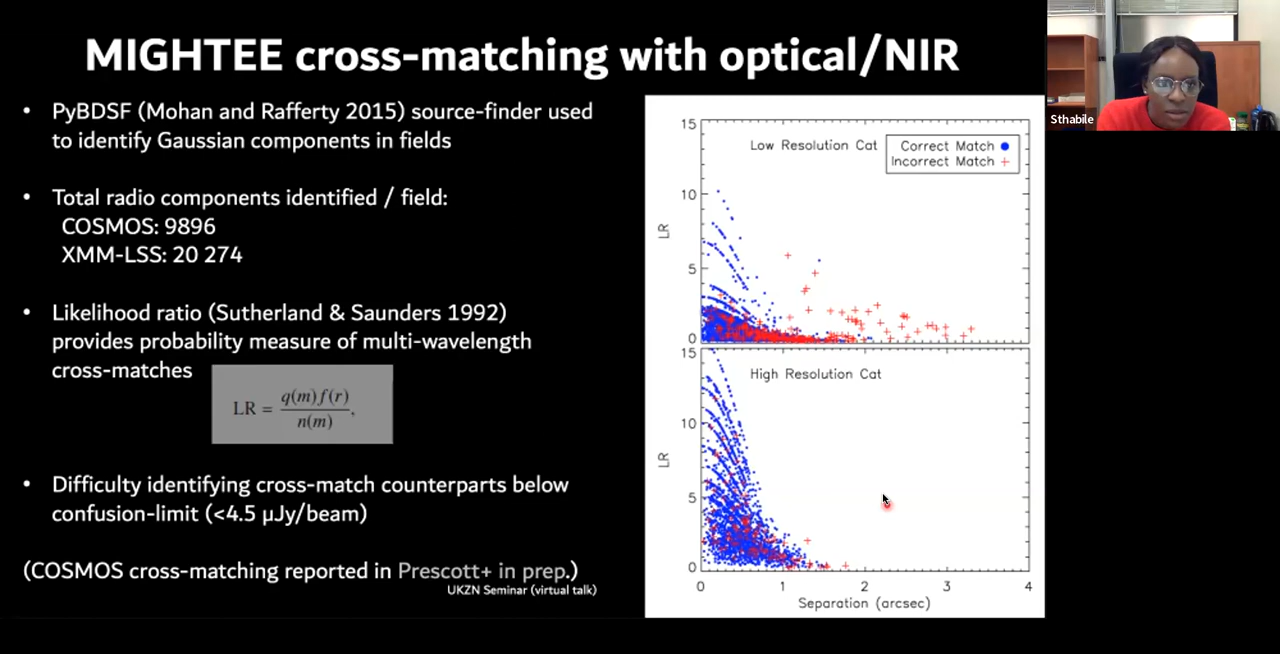 MIGHTEE cross-matching with optical/NIR
• PyBDSF (Mohan and Rafferty 2015) source-finder used
to identify Gaussian components in fields
• Total radio components identified / field:
COSMOS: 9896
XMM-LSS: 20 274
• Likelihood ratio (Sutherland & Saunders 1992)
provides probability measure of multi-wavelength
cross-matches
LR = q(m)f(r) / n(m),
• Difficulty identifying cross-match counterparts below
confusion-limit (<4.5 µJy/beam)
(COSMOS cross-matching reported in Prescott+ in prep.)
UKZN Seminar (virtual talk)
15
Low Resolution Cat
Correct Match
Incorrect Match
10
LR
5
0
15
High Resolution Cat
10
LR
5
0
0 1 2 3 4
Separation (arcsec)
Sthabile